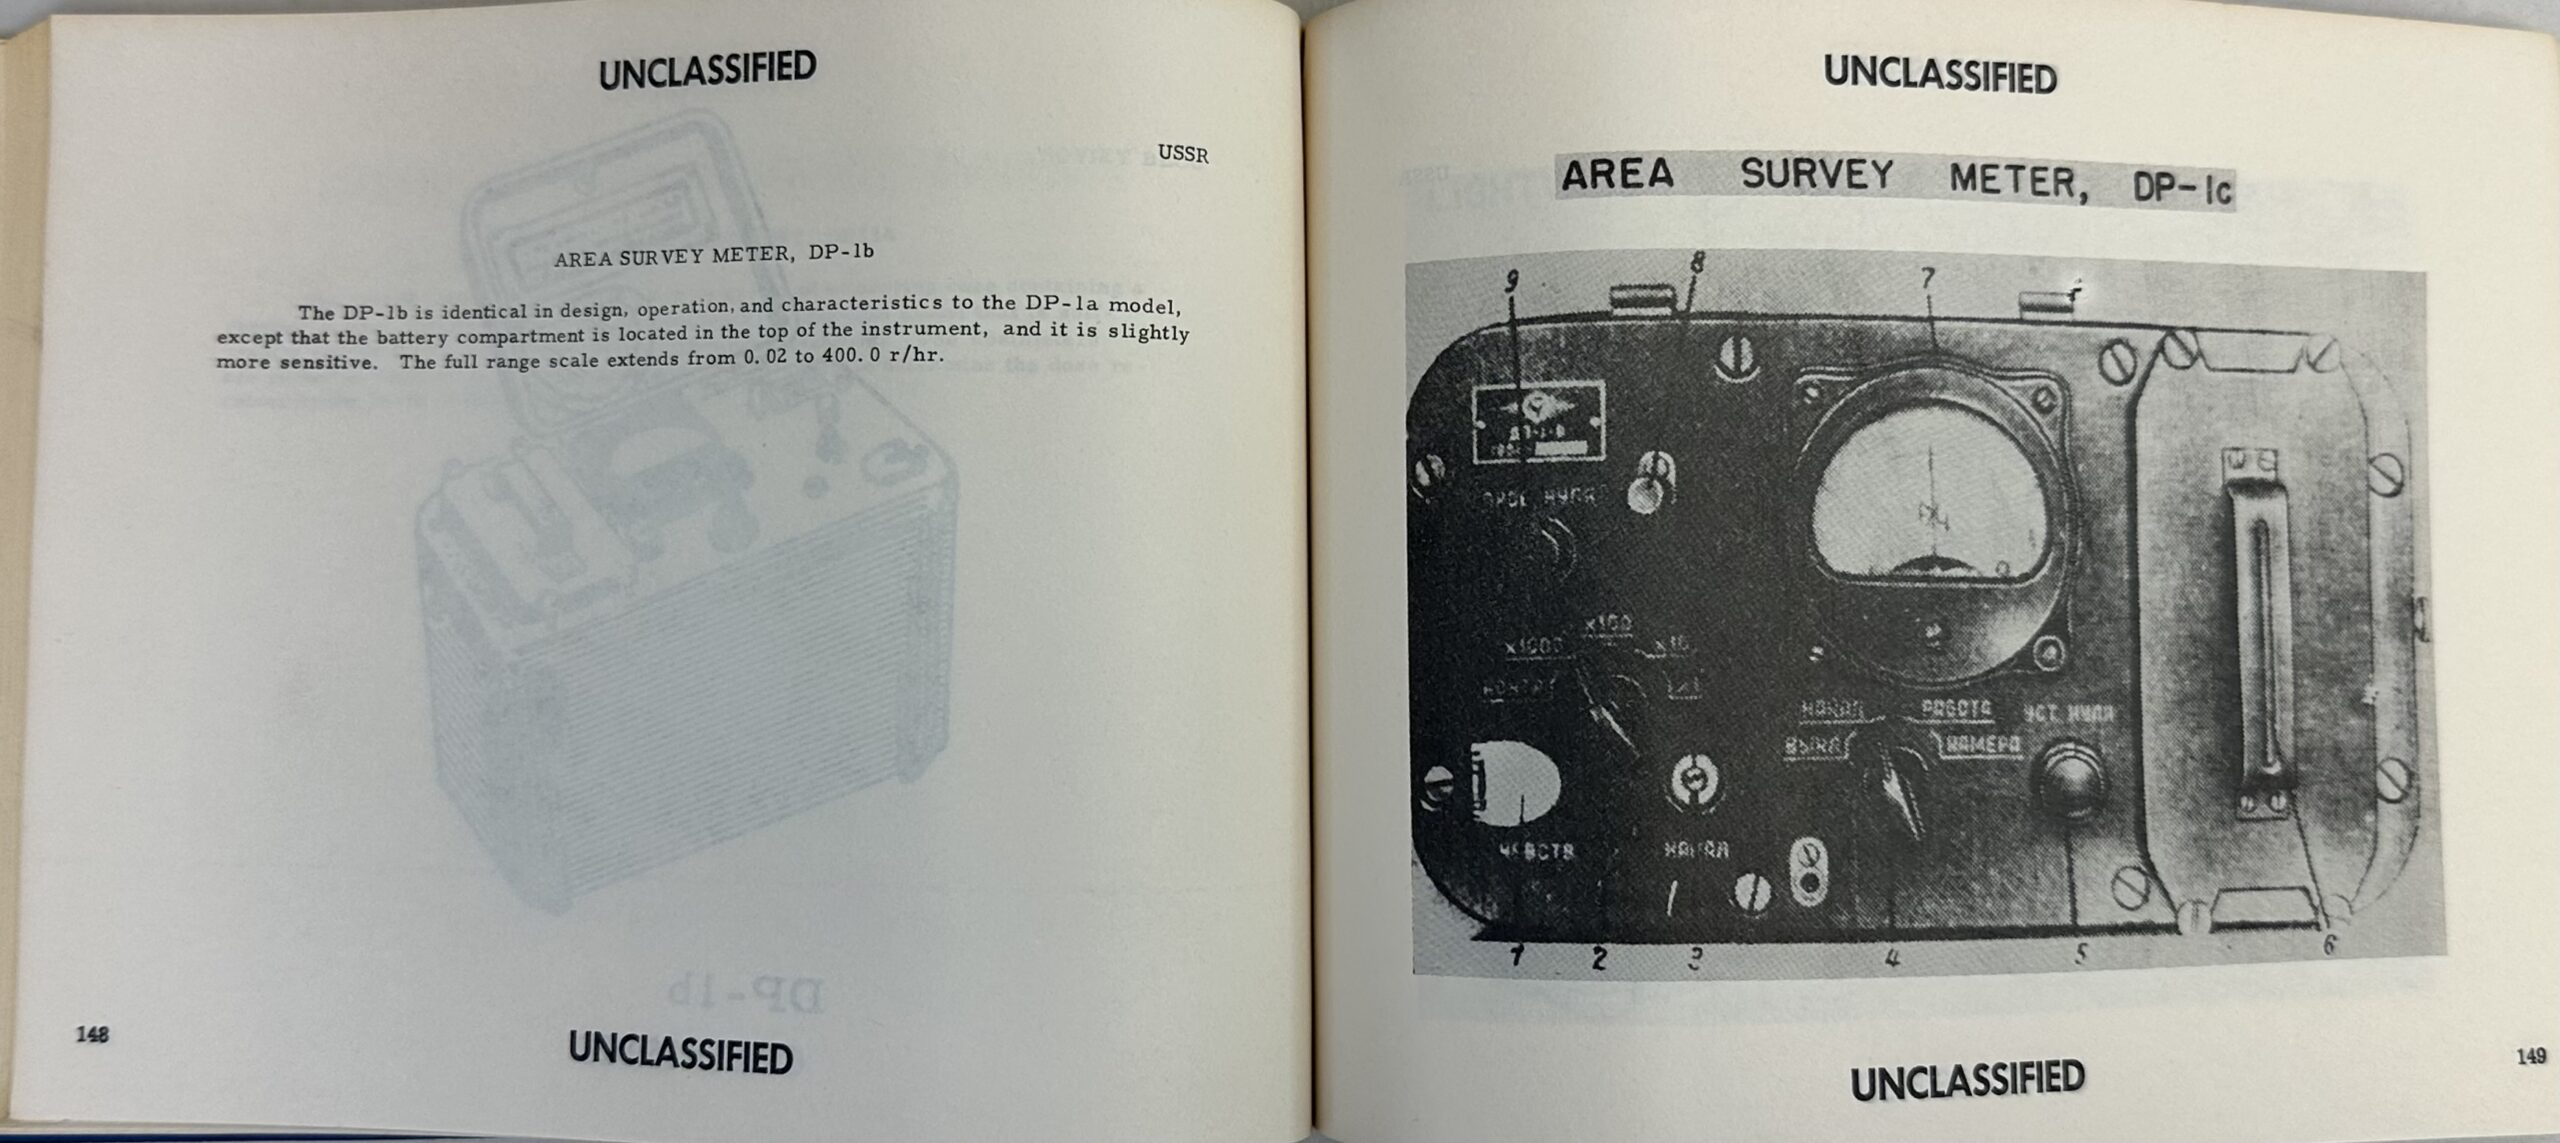 UNCLASSIFIED
USSR
AREA SURVEY METER, DP-1b
The DP-1b is identical in design, operation, and characteristics to the DP-1a model,
except that the battery compartment is located in the top of the instrument, and it is slightly
more sensitive. The full range scale extends from 0.02 to 400.0 r/hr.
DP-1b
148
UNCLASSIFIED
UNCLASSIFIED
AREA SURVEY METER, DP-1c
9
8
7
x100
x1000
x10
x1
НАКАЛ
РАБОТА
УСТ. НУЛЯ
ВЫКЛ
КАМЕРА
НАКАЛ
1
2
3
4
5
6
149
UNCLASSIFIED